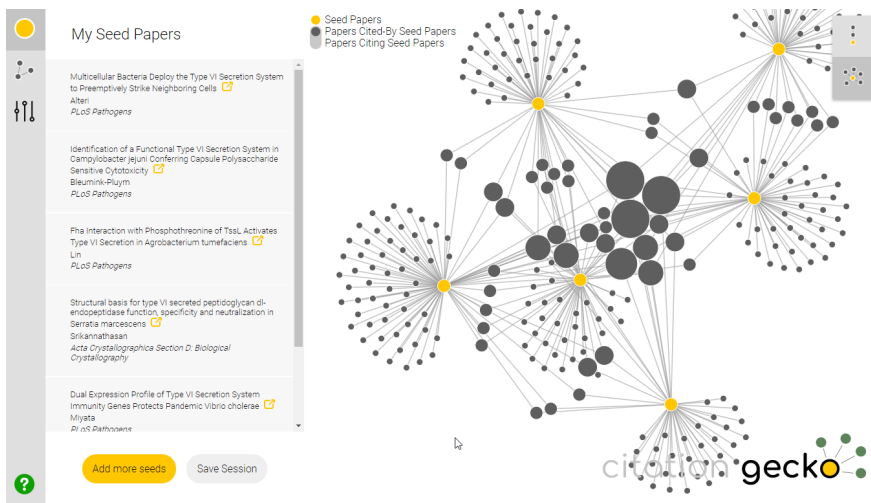 My Seed Papers
Multicellular Bacteria Deploy the Type VI Secretion System
to Preemptively Strike Neighboring Cells
Alteri
PLoS Pathogens
Identification of a Functional Type VI Secretion System in
Campylobacter jejuni Conferring Capsule Polysaccharide
Sensitive Cytotoxicity
Bleumink-Pluym
PLoS Pathogens
Fha Interaction with Phosphothreonine of TssL Activates
Type VI Secretion in Agrobacterium tumefaciens
Lin
PLoS Pathogens
Structural basis for type VI secreted peptidoglycan dl-
endopeptidase function, specificity and neutralization in
Serratia marcescens
Srikannathasan
Acta Crystallographica Section D: Biological
Crystallography
Dual Expression Profile of Type VI Secretion System
Immunity Genes Protects Pandemic Vibrio cholerae
Miyata
PLoS Pathogens
Add more seeds
Save Session
?
Seed Papers
Papers Cited-By Seed Papers
Papers Citing Seed Papers
citation gecko